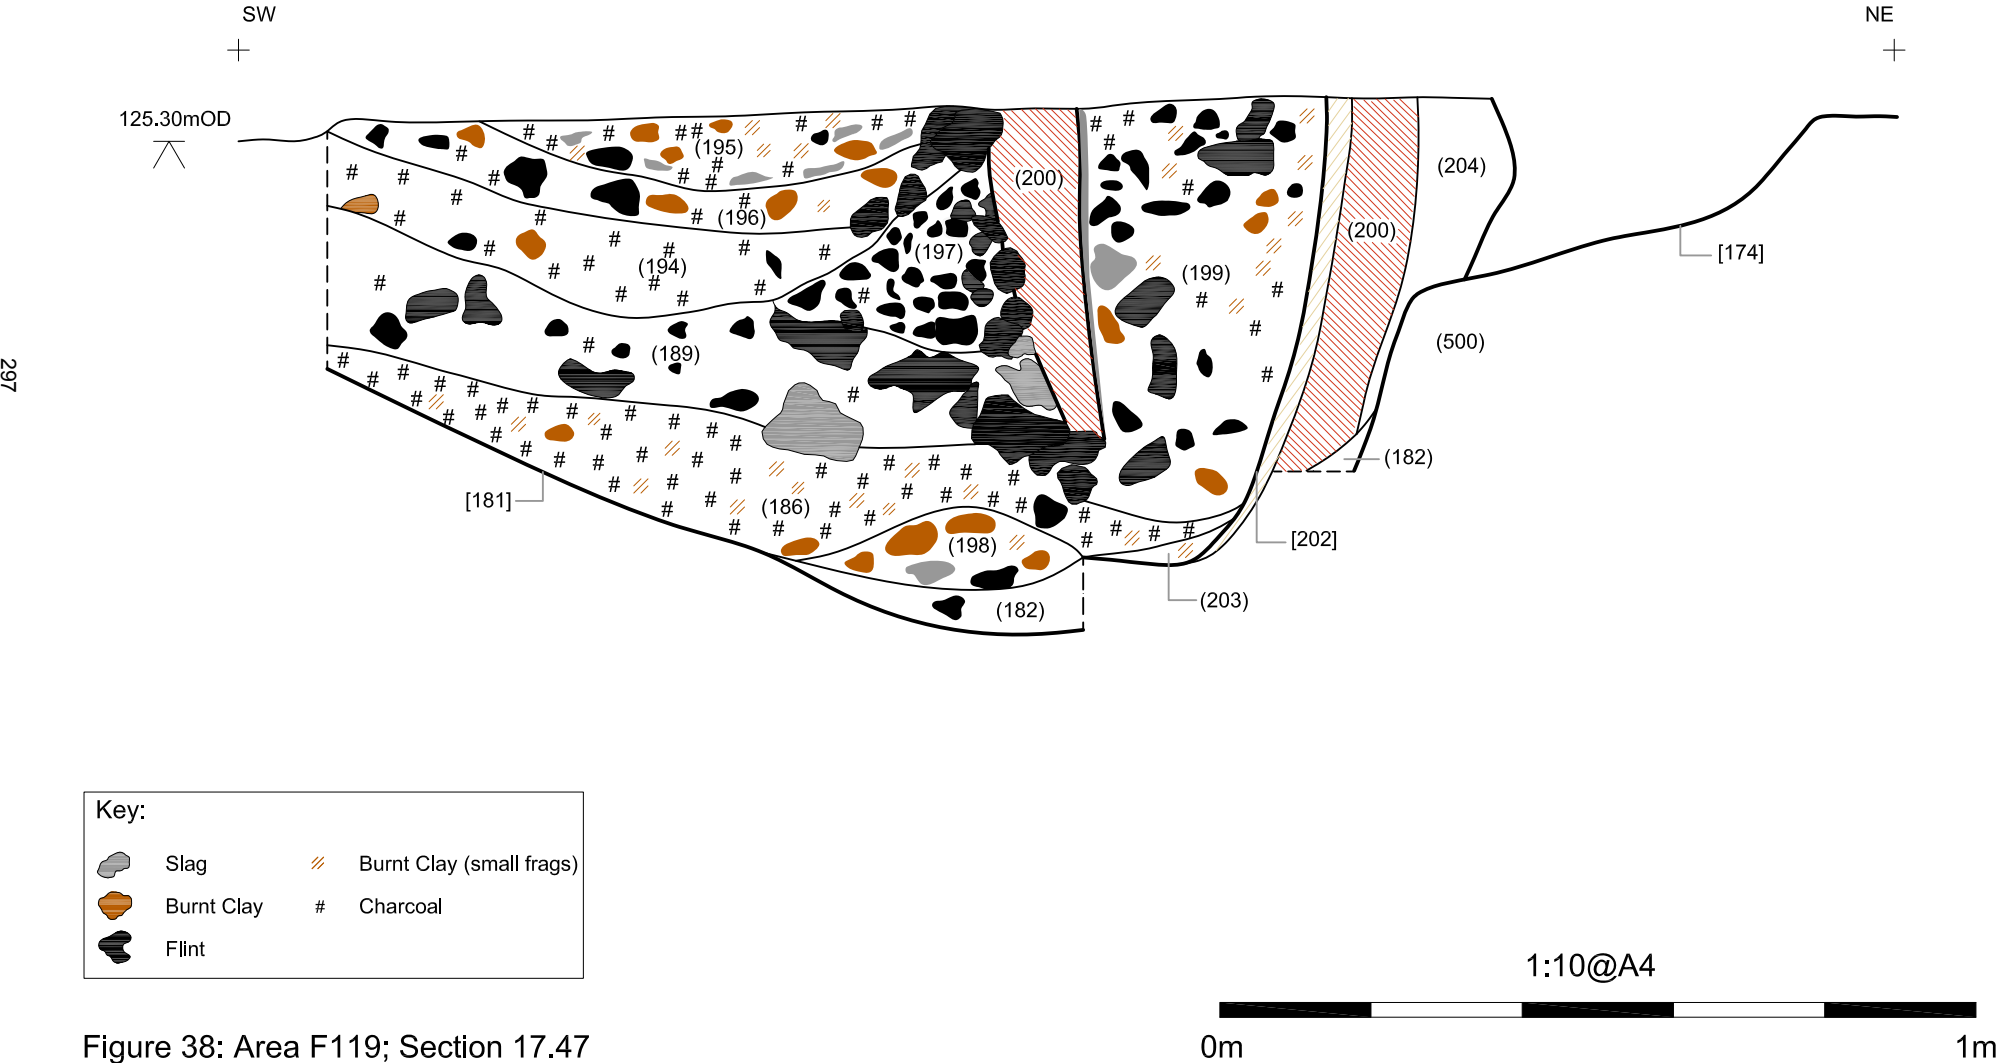 SW
NE
125.30mOD
(195)
(200)
(204)
(196)
(200)
(197)
[174]
(194)
(199)
(500)
(189)
(182)
[181]
(186)
[202]
(198)
(203)
(182)
297
Key:
Slag
Burnt Clay (small frags)
Burnt Clay
# Charcoal
Flint
1:10@A4
0m
1m
Figure 38: Area F119; Section 17.47